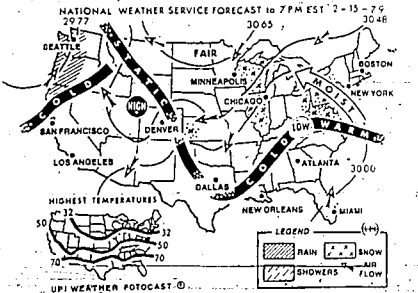 NATIONAL WEATHER SERVICE FORECAST to 7 PM EST 2-15-79
29.77
30.65
30.48
SEATTLE
STATIC
FAIR
MINNEAPOLIS
BOSTON
NEW YORK
COLD
HIGH
CHICAGO
MOIST
SAN FRANCISCO
DENVER
LOW
WARM
LOS ANGELES
COLD
ATLANTA
30.00
DALLAS
NEW ORLEANS
MIAMI
HIGHEST TEMPERATURES
32
32
50
50
70
70
LEGEND
RAIN
SNOW
SHOWERS
AIR
FLOW
UPI WEATHER FOTOCAST ©